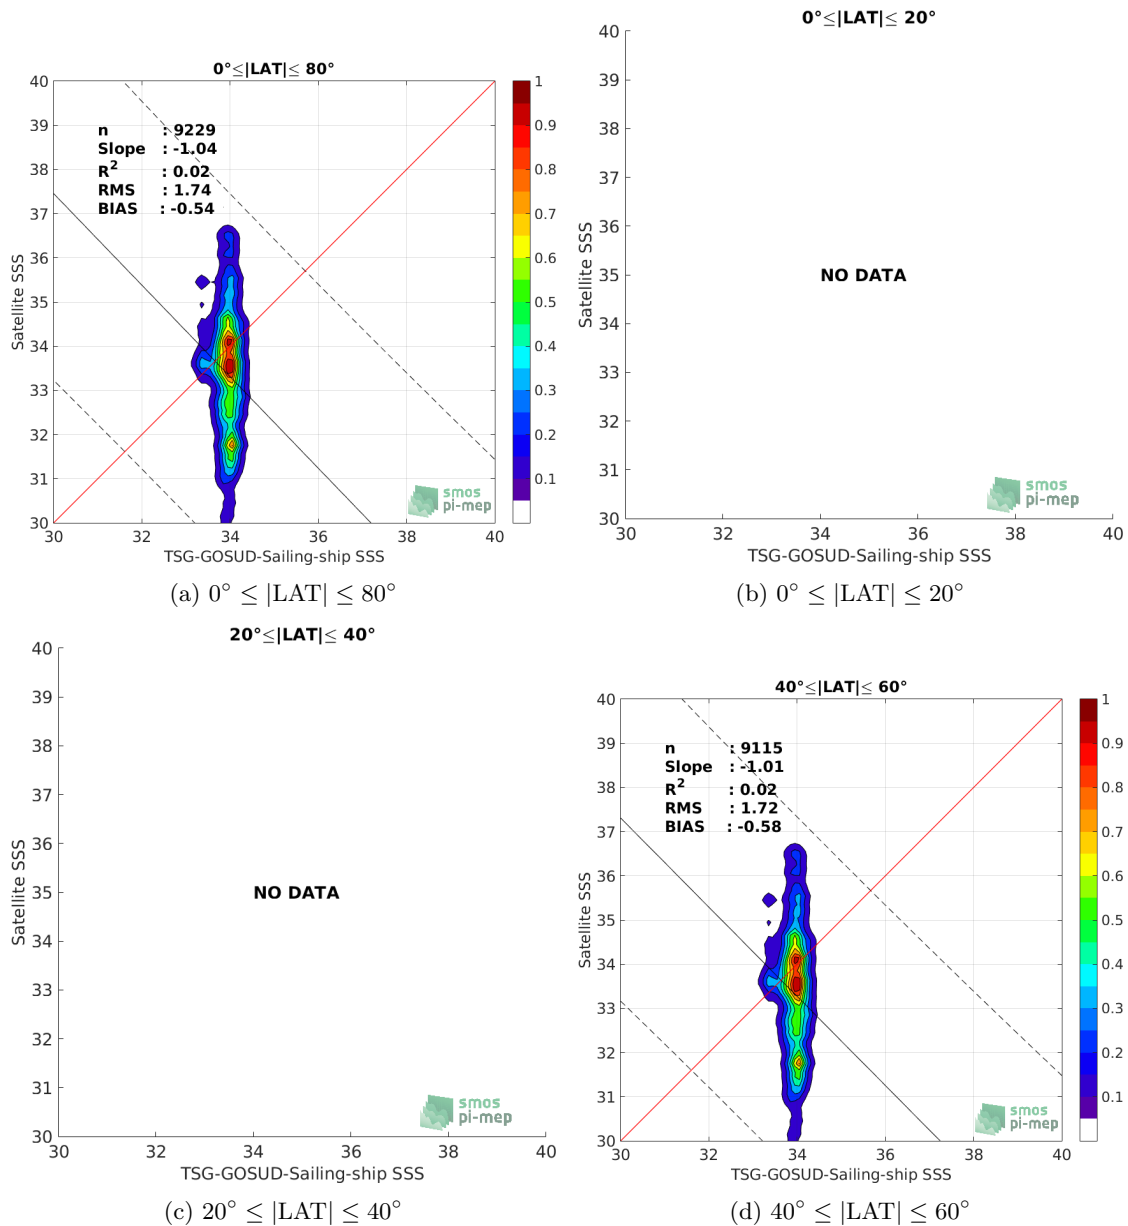 0°≤|LAT|≤ 80°
n : 9229
Slope : -1.04
R² : 0.02
RMS : 1.74
BIAS : -0.54
40
39
38
37
36
35
34
33
32
31
30
Satellite SSS
30 32 34 36 38 40
TSG-GOSUD-Sailing-ship SSS
1
0.9
0.8
0.7
0.6
0.5
0.4
0.3
0.2
0.1
smos
pi-mep
(a) 0° ≤ |LAT| ≤ 80°
0°≤|LAT|≤ 20°
40
39
38
37
36
35
34
33
32
31
30
Satellite SSS
NO DATA
smos
pi-mep
30 32 34 36 38 40
TSG-GOSUD-Sailing-ship SSS
(b) 0° ≤ |LAT| ≤ 20°
20°≤|LAT|≤ 40°
40
39
38
37
36
35
34
33
32
31
30
Satellite SSS
NO DATA
smos
pi-mep
30 32 34 36 38 40
TSG-GOSUD-Sailing-ship SSS
(c) 20° ≤ |LAT| ≤ 40°
40°≤|LAT|≤ 60°
n : 9115
Slope : -1.01
R² : 0.02
RMS : 1.72
BIAS : -0.58
40
39
38
37
36
35
34
33
32
31
30
Satellite SSS
30 32 34 36 38 40
TSG-GOSUD-Sailing-ship SSS
1
0.9
0.8
0.7
0.6
0.5
0.4
0.3
0.2
0.1
smos
pi-mep
(d) 40° ≤ |LAT| ≤ 60°